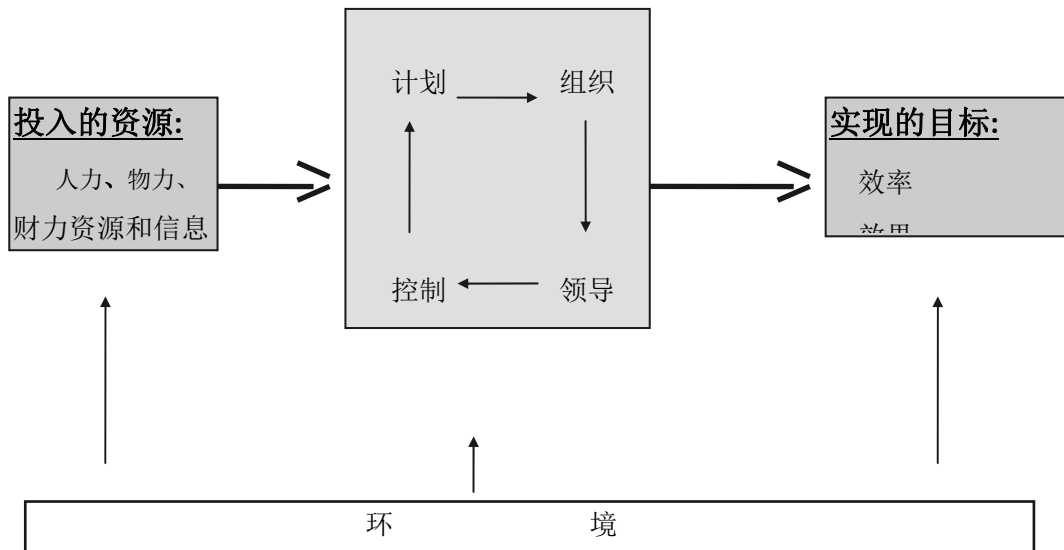 计划 组织
投入的资源:
人力、物力、
财力资源和信息
控制 领导
实现的目标:
效率
环 境